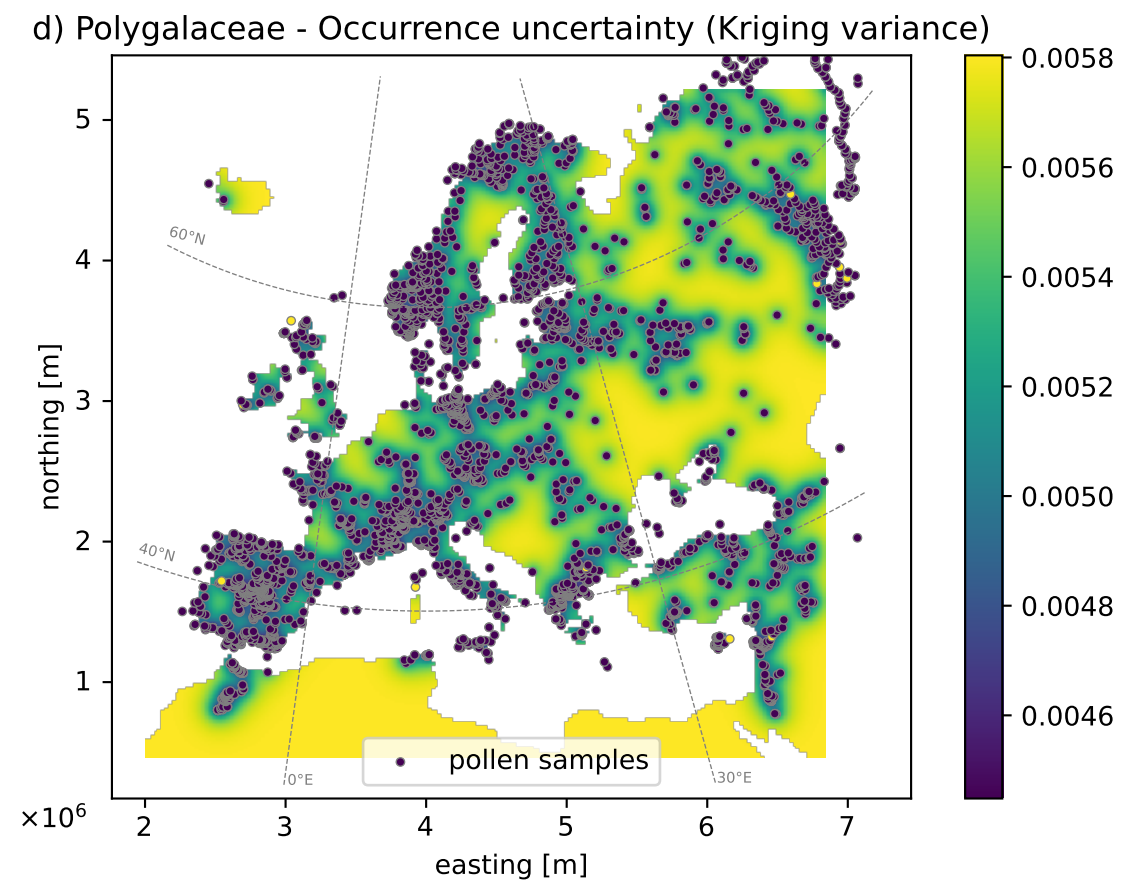 d) Polygalaceae - Occurrence uncertainty (Kriging variance)
0.0058
0.0056
0.0054
0.0052
0.0050
0.0048
0.0046
5
4
3
2
1
northing [m]
60°N
40°N
0°E
30°E
pollen samples
×10⁶
2
3
4
5
6
7
easting [m]